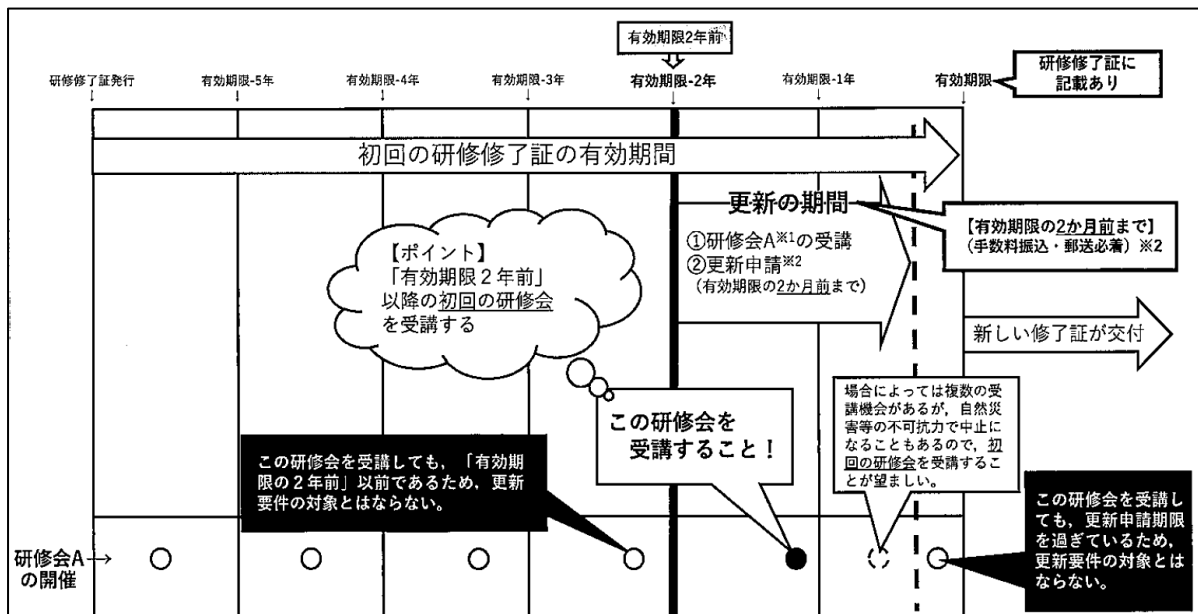 有効期限2年前
研修修了証発行
有効期限-5年
有効期限-4年
有効期限-3年
有効期限-2年
有効期限-1年
有効期限
研修修了証に
記載あり
初回の研修修了証の有効期間
更新の期間
①研修会A※1の受講
②更新申請※2
（有効期限の2か月前まで）
【有効期限の2か月前まで】
（手数料振込・郵送必着）※2
【ポイント】
「有効期限２年前」
以降の初回の研修会
を受講する
新しい修了証が交付
この研修会を
受講すること！
場合によっては複数の受
講機会があるが，自然災
害等の不可抗力で中止に
なることもあるので，初
回の研修会を受講するこ
とが望ましい。
この研修会を受講しても，「有効期
限の２年前」以前であるため，更新
要件の対象とはならない。
この研修会を受講し
ても，更新申請期限
を過ぎているため，
更新要件の対象とは
ならない。
研修会A→
の開催